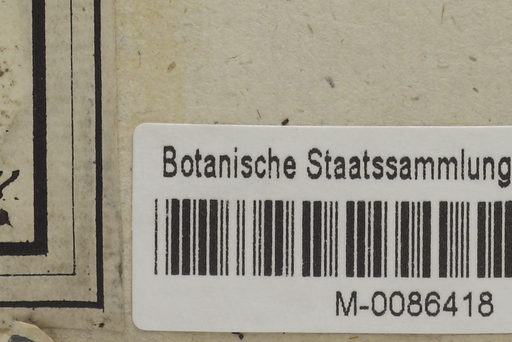 Botanische Staatssammlung
M-0086418